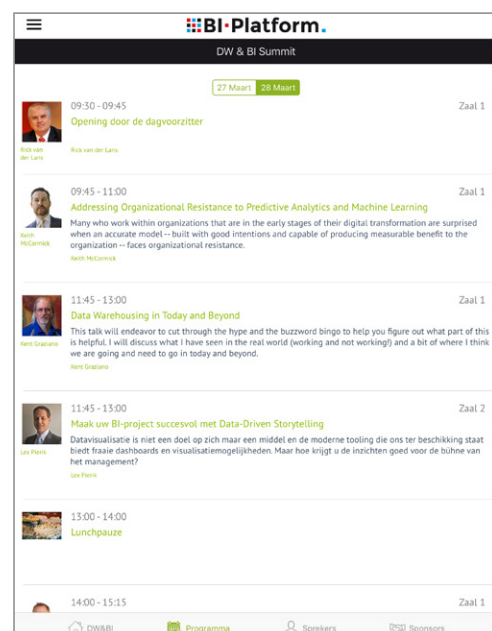 BI-Platform.
DW & BI Summit
27 Maart 28 Maart
09:30 - 09:45 Zaal 1
Opening door de dagvoorzitter
Rick van der Lans
Rick van der Lans
09:45 - 11:00 Zaal 1
Addressing Organizational Resistance to Predictive Analytics and Machine Learning
Many who work within organizations that are in the early stages of their digital transformation are surprised
when an accurate model -- built with good intentions and capable of producing measurable benefit to the
organization -- faces organizational resistance.
Keith McCormick
Keith McCormick
11:45 - 13:00 Zaal 1
Data Warehousing in Today and Beyond
This talk will endeavor to cut through the hype and the buzzword bingo to help you figure out what part of this
is helpful. I will discuss what I have seen in the real world (working and not working!) and a bit of where I think
we are going and need to go in today and beyond.
Kent Graziano
Kent Graziano
11:45 - 13:00 Zaal 2
Maak uw BI-project succesvol met Data-Driven Storytelling
Datavisualisatie is niet een doel op zich maar een middel en de moderne tooling die ons ter beschikking staat
biedt fraaie dashboards en visualisatiemogelijkheden. Maar hoe krijgt u de inzichten goed voor de bühne van
het management?
Lex Pierik
Lex Pierik
13:00 - 14:00
Lunchpauze
14:00 - 15:15 Zaal 1
DW&BI Programma Sprekers Sponsors